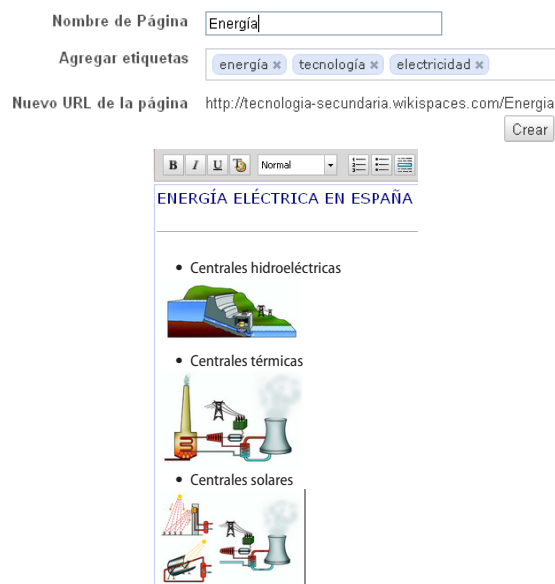 Nombre de Página Energía
Agregar etiquetas energía × tecnología × electricidad ×
Nuevo URL de la página http://tecnologia-secundaria.wikispaces.com/Energia
Crear
B I U Normal
ENERGÍA ELÉCTRICA EN ESPAÑA
• Centrales hidroeléctricas
• Centrales térmicas
• Centrales solares